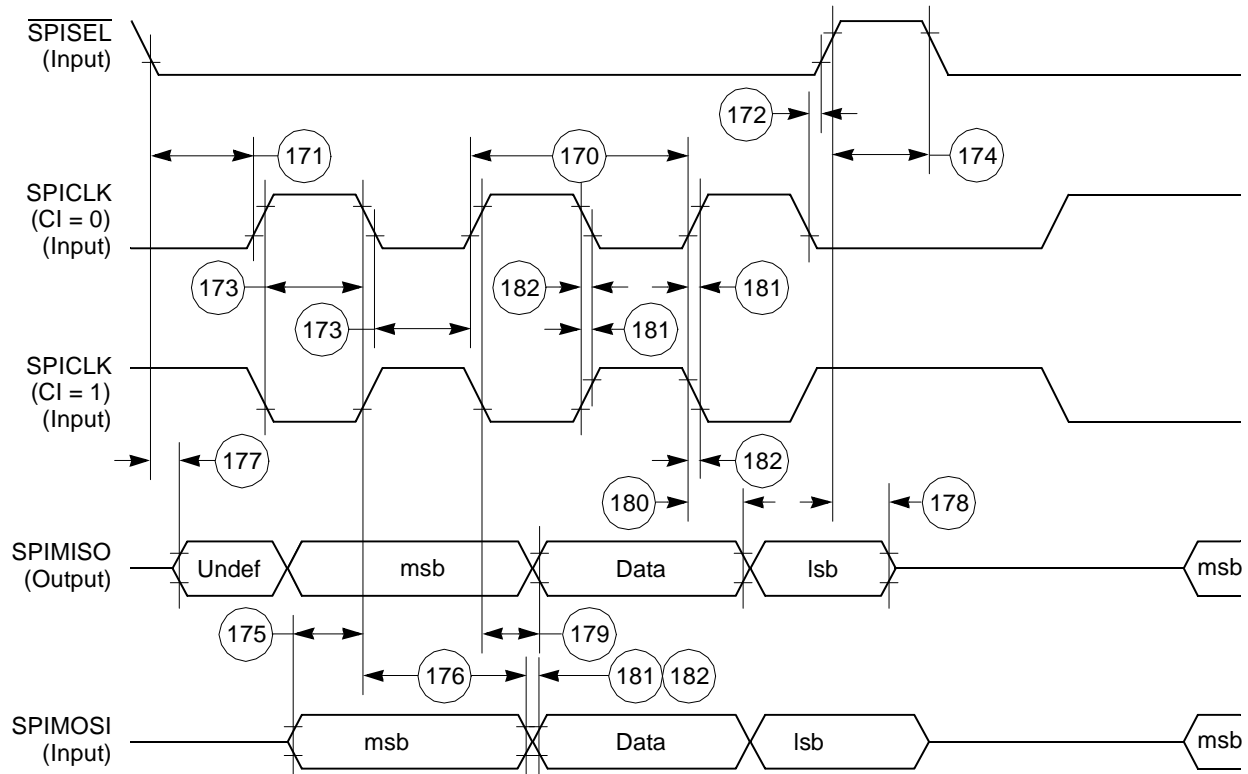 SPISEL
(Input)
172
171
170
174
SPICLK
(CI = 0)
(Input)
173
182
181
173
181
SPICLK
(CI = 1)
(Input)
177
182
180
178
SPIMISO
(Output)
Undef
msb
Data
lsb
msb
175
179
176
181
182
SPIMOSI
(Input)
msb
Data
lsb
msb